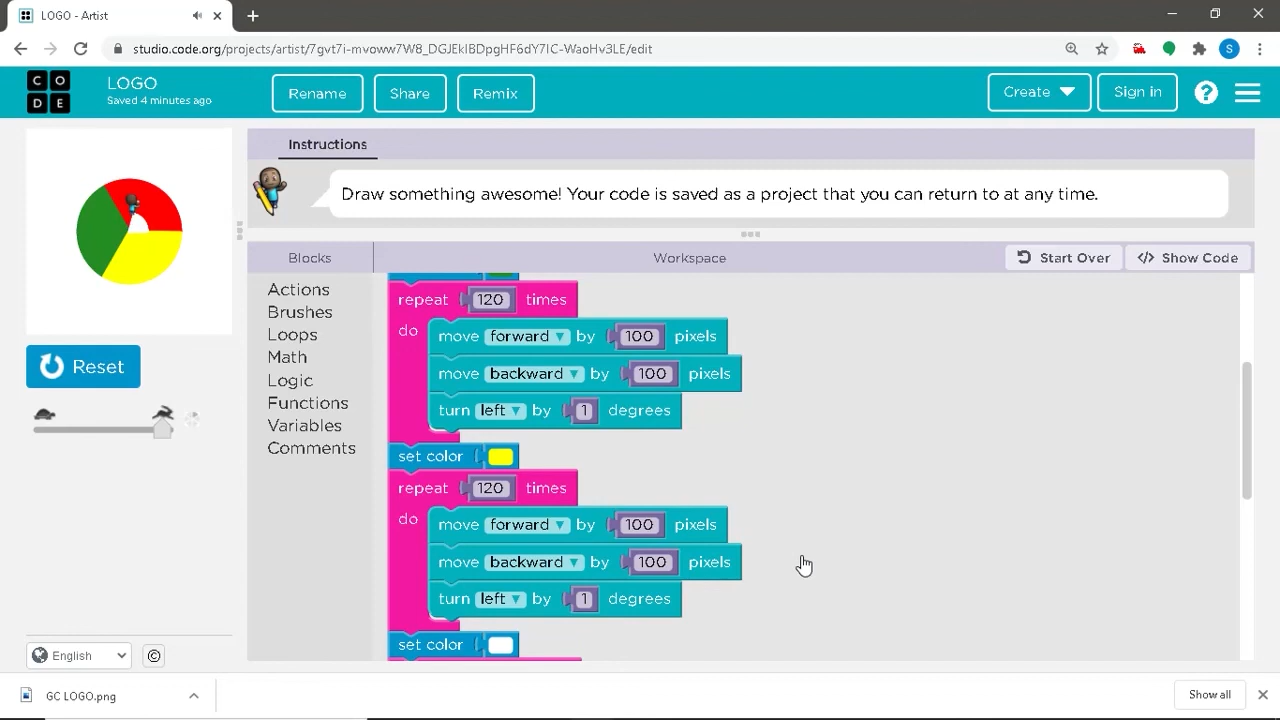 LOGO - Artist
studio.code.org/projects/artist/7gvt7i-mvoww7W8_DGJEkIBDpgHF6dY7IC-WaoHv3LE/edit
S
C O
D E
LOGO
Saved 4 minutes ago
Rename
Share
Remix
Create
Sign in
?
Instructions
Draw something awesome! Your code is saved as a project that you can return to at any time.
Blocks
Workspace
Start Over
</> Show Code
Actions
Brushes
Loops
Math
Logic
Functions
Variables
Comments
Reset
repeat 120 times
do move forward by 100 pixels
move backward by 100 pixels
turn left by 1 degrees
set color
repeat 120 times
do move forward by 100 pixels
move backward by 100 pixels
turn left by 1 degrees
set color
English
©
GC LOGO.png
Show all